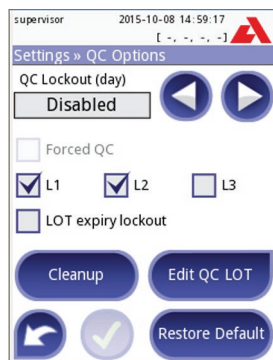 supervisor 2015-10-08 14:59:17
[ -, -, -, -]
Settings » QC Options
QC Lockout (day)
Disabled
Forced QC
L1 L2 L3
LOT expiry lockout
Cleanup Edit QC LOT
Restore Default